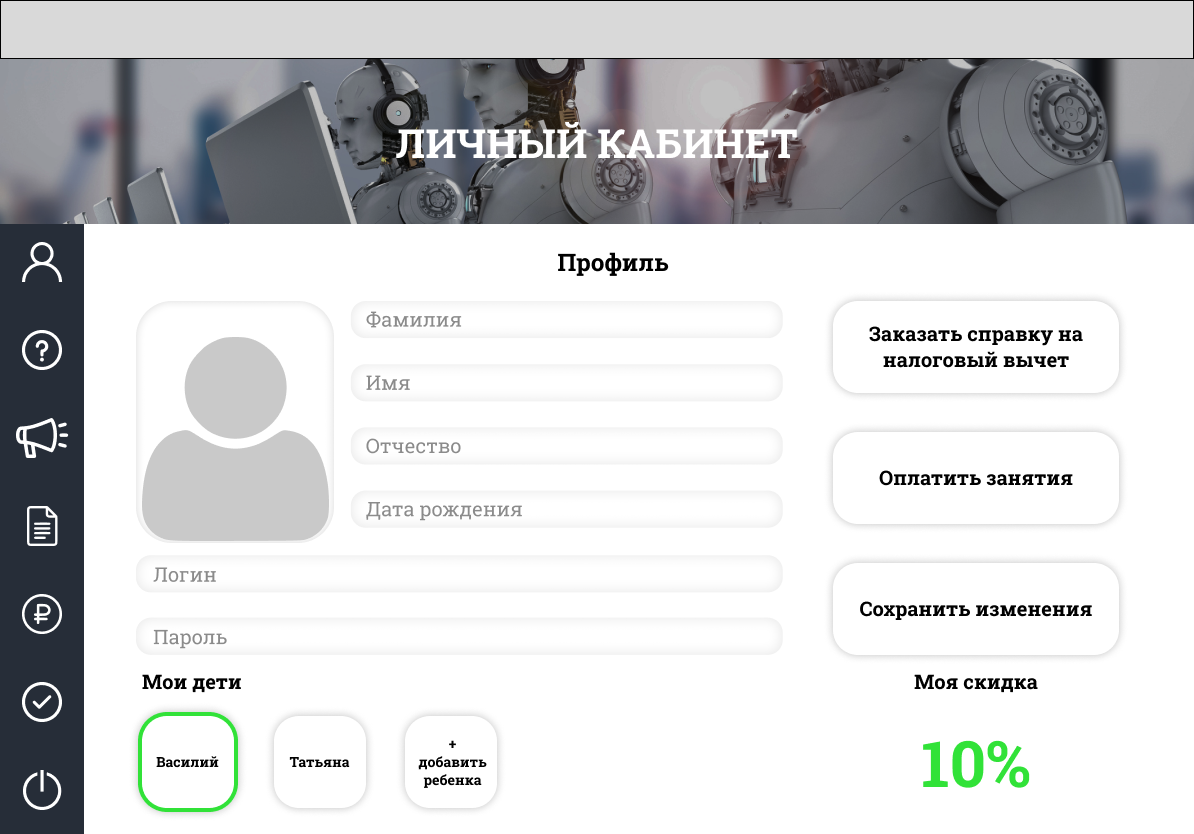 ЛИЧНЫЙ КАБИНЕТ
Профиль
Фамилия
Имя
Отчество
Дата рождения
Логин
Пароль
Заказать справку на
налоговый вычет
Оплатить занятия
Сохранить изменения
Мои дети
Василий
Татьяна
+
добавить
ребенка
Моя скидка
10%